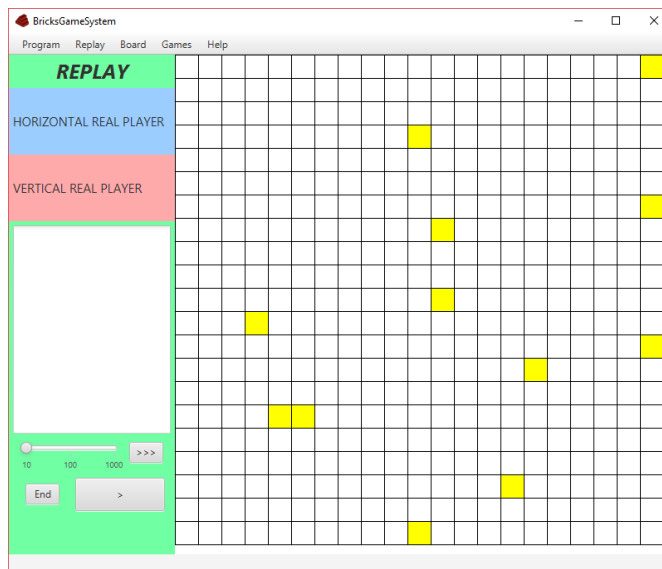 BricksGameSystem
Program Replay Board Games Help
REPLAY
HORIZONTAL REAL PLAYER
VERTICAL REAL PLAYER
>>>
10 100 1000
End >